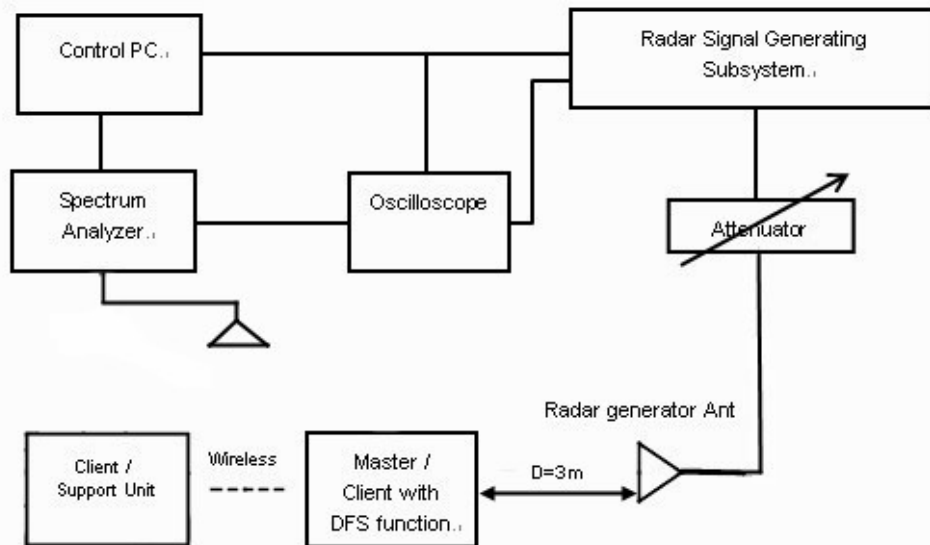 Control PC.
Radar Signal Generating
Subsystem.
Spectrum
Analyzer.
Oscilloscope
Attenuator
Radar generator Ant
Client /
Support Unit
Wireless
Master /
Client with
DFS function.
D=3m